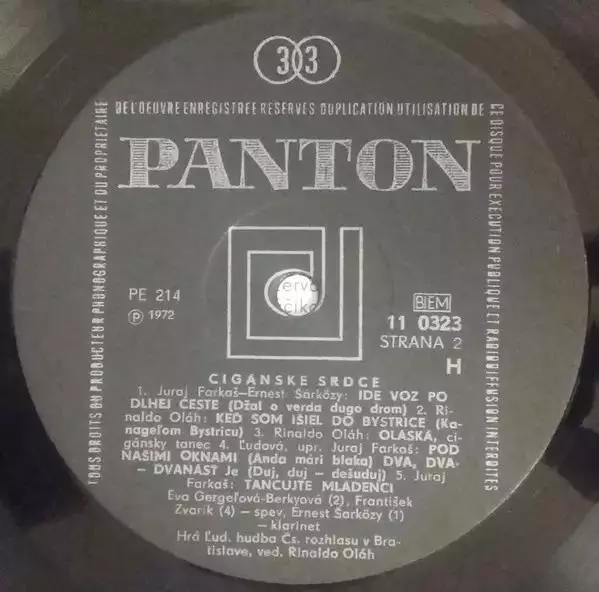 33
DE L'OEUVRE ENREGISTREE RESERVES DUPLICATION UTILISATION DE
CE DISQUE POUR EXECUTION PUBLIQUE ET RADIODIFFUSION INTERDITES
TOUS DROITS DU PRODUCTEUR PHONOGRAPHIQUE ET DU PROPRIETAIRE
PANTON
PE 214
Ⓟ 1972
BIEM
11 0323
STRANA 2
H
CIGÁNSKE SRDCE
1. Juraj Farkaš-Ernest Šarközy: IDE VOZ PO
DLHEJ CESTE (Džal o verda dugo drom) 2. Ri-
naldo Oláh: KEĎ SOM IŠIEL DO BYSTRICE (Ka-
nageľom Bystricu) 3. Rinaldo Oláh: OLASKA, ci-
gánsky tanec 4. Ľudová, upr. Juraj Farkaš: POD
NAŠIMI OKNAMI (Anda mári blaka) DVA, DVA-
- DVANÁSŤ je (Duj, duj – dešuduj) 5. Juraj
Farkaš: TANCUJTE MLÁDENCI
Eva Gergeľová-Berkyová (2), František
Zvarík (4) – spev, Ernest Šarközy (1)
– klarinet
Hrá Ľud. hudba Čs. rozhlasu v Bra-
tislave, ved. Rinaldo Oláh